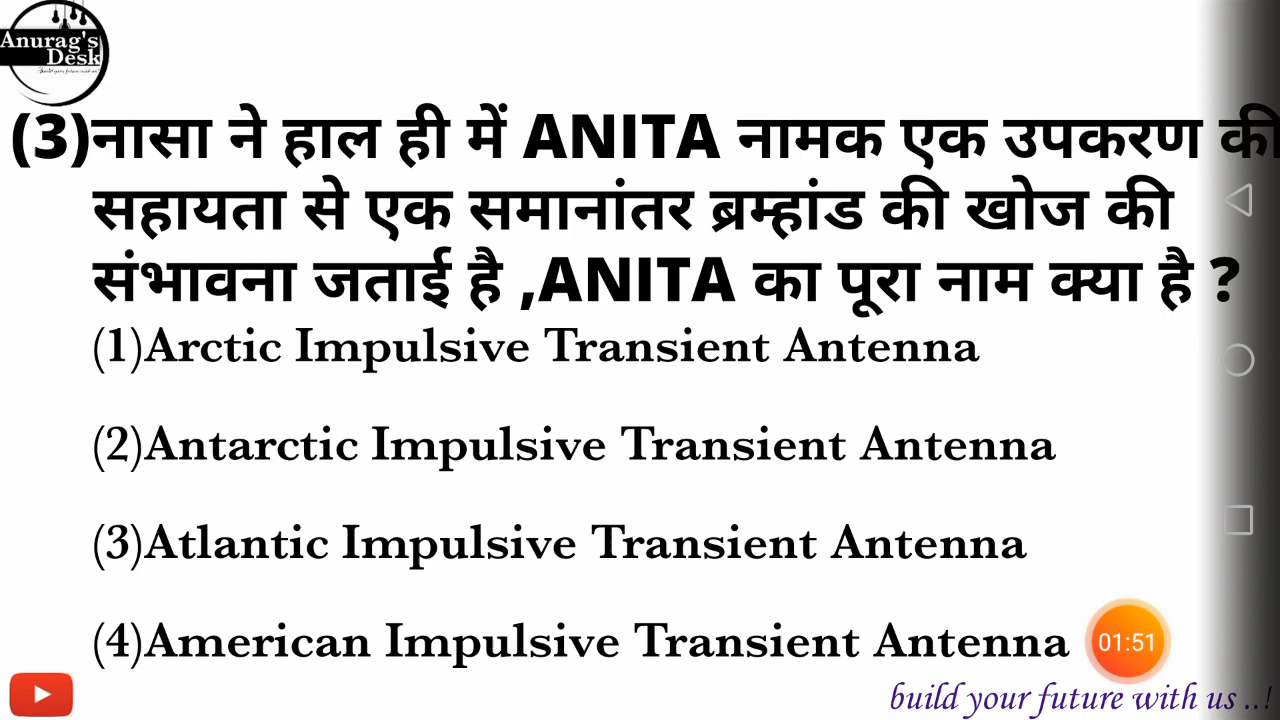 Anurag's
Desk
(3)नासा ने हाल ही में ANITA नामक एक उपकरण की
सहायता से एक समानांतर ब्रम्हांड की खोज की
संभावना जताई है ,ANITA का पूरा नाम क्या है ?
(1)Arctic Impulsive Transient Antenna
(2)Antarctic Impulsive Transient Antenna
(3)Atlantic Impulsive Transient Antenna
(4)American Impulsive Transient Antenna
01:51
build your future with us ..!